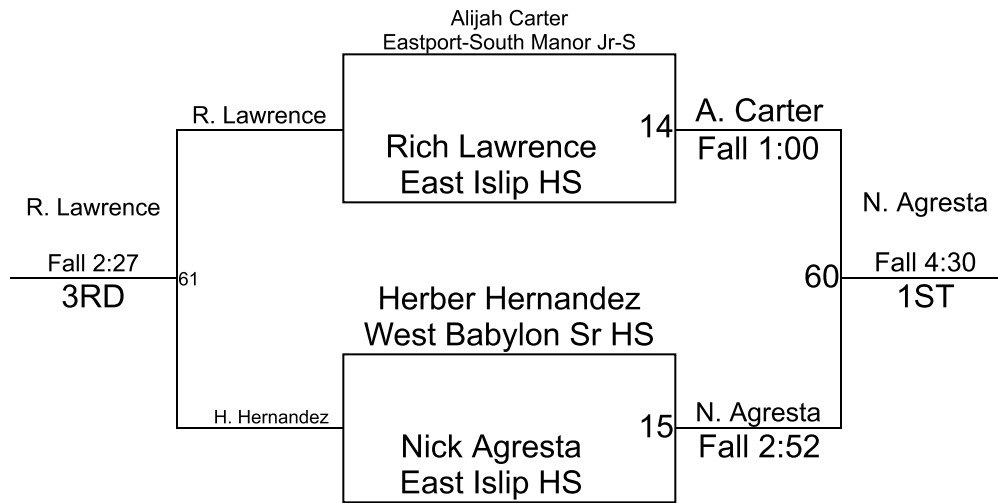 Alijah Carter
Eastport-South Manor Jr-S
R. Lawrence
14
A. Carter
Rich Lawrence
East Islip HS
Fall 1:00
R. Lawrence
N. Agresta
Fall 2:27
61
3RD
60
Fall 4:30
1ST
Herber Hernandez
West Babylon Sr HS
H. Hernandez
15
N. Agresta
Nick Agresta
East Islip HS
Fall 2:52